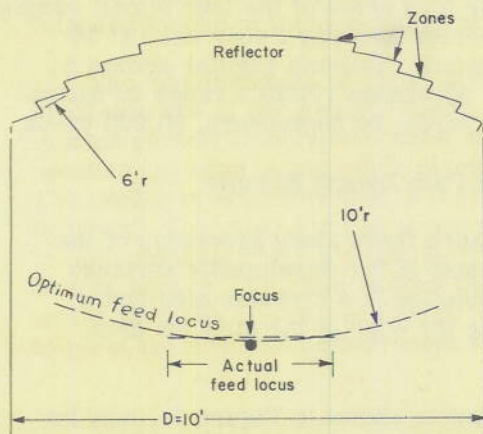 Zones
Reflector
6'r
10'r
Optimum feed locus
Focus
Actual
feed locus
D=10'